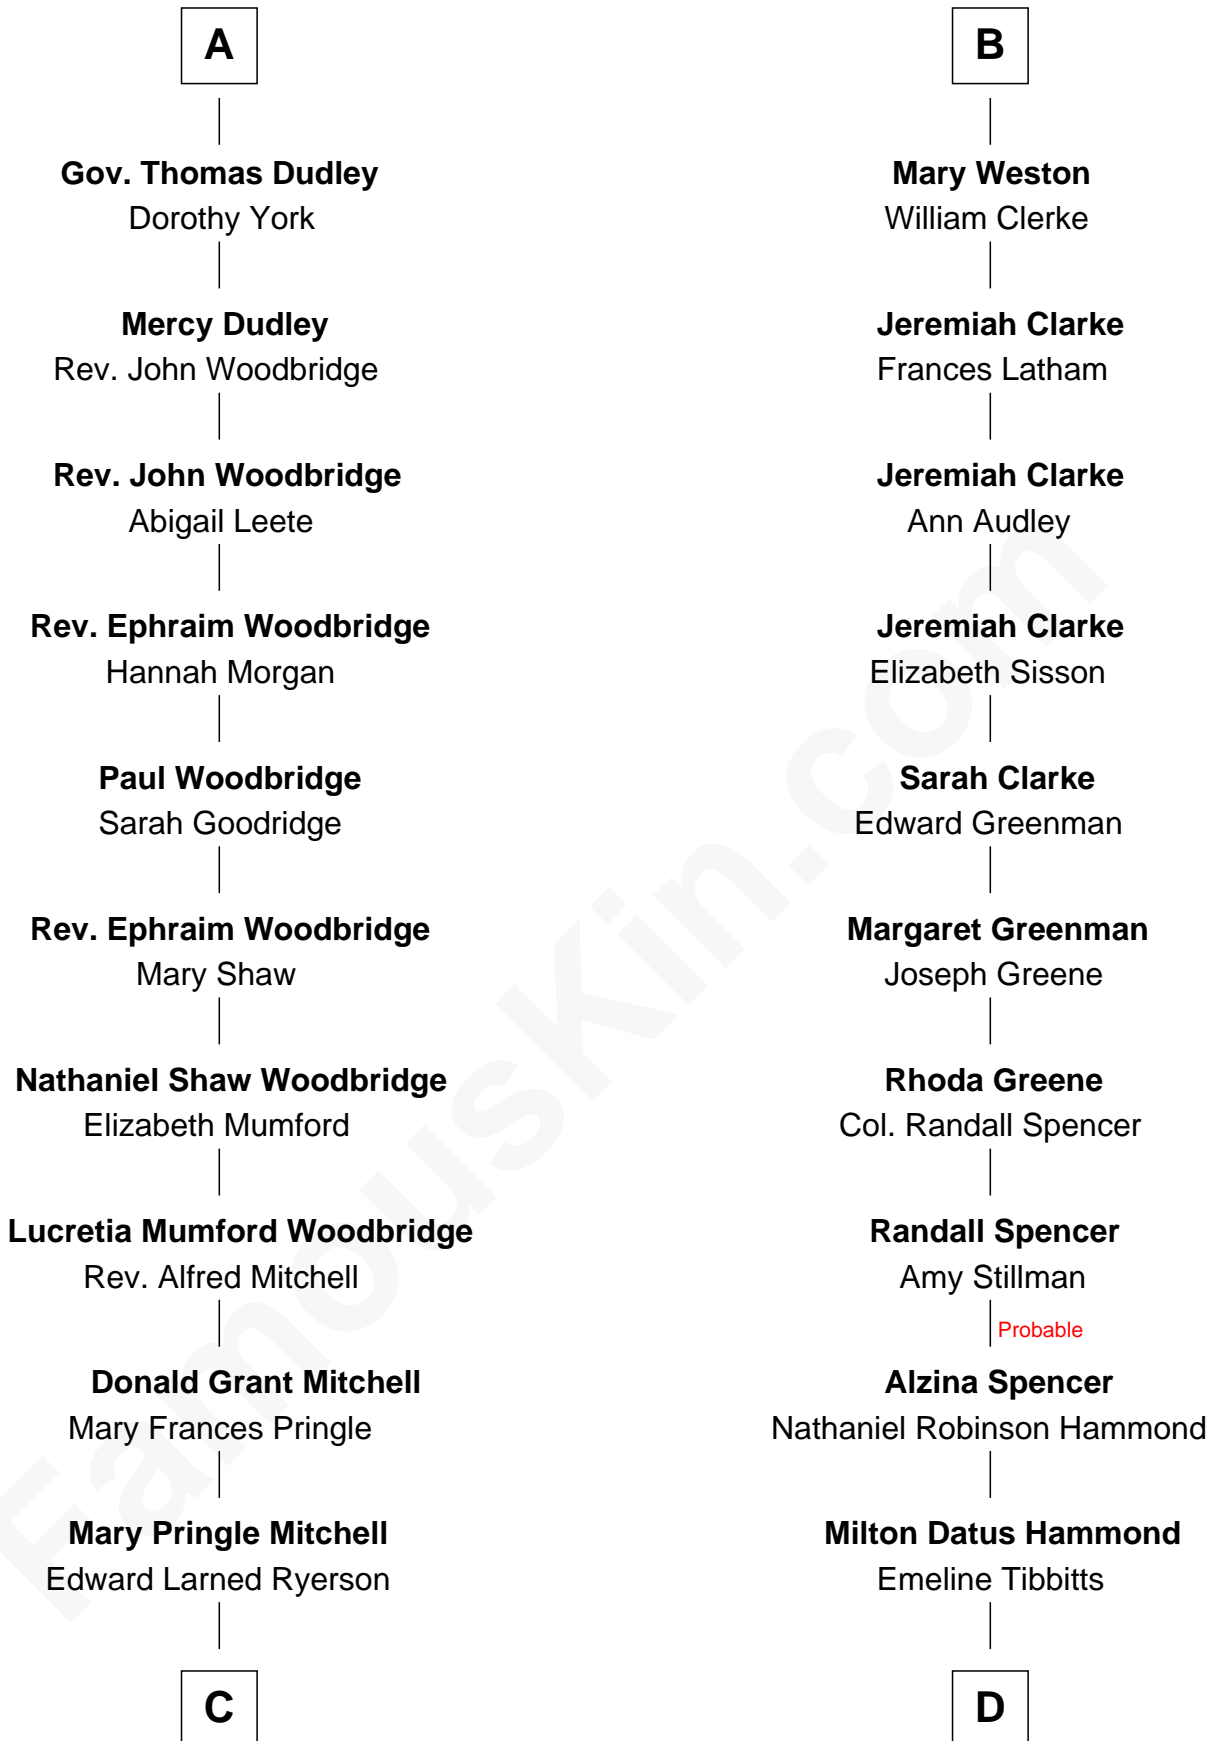 A
Gov. Thomas Dudley
Dorothy York
Mercy Dudley
Rev. John Woodbridge
Rev. John Woodbridge
Abigail Leete
Rev. Ephraim Woodbridge
Hannah Morgan
Paul Woodbridge
Sarah Goodridge
Rev. Ephraim Woodbridge
Mary Shaw
Nathaniel Shaw Woodbridge
Elizabeth Mumford
Lucretia Mumford Woodbridge
Rev. Alfred Mitchell
Donald Grant Mitchell
Mary Frances Pringle
Mary Pringle Mitchell
Edward Larned Ryerson
C
B
Mary Weston
William Clerke
Jeremiah Clarke
Frances Latham
Jeremiah Clarke
Ann Audley
Jeremiah Clarke
Elizabeth Sisson
Sarah Clarke
Edward Greenman
Margaret Greenman
Joseph Greene
Rhoda Greene
Col. Randall Spencer
Randall Spencer
Amy Stillman
Probable
Alzina Spencer
Nathaniel Robinson Hammond
Milton Datus Hammond
Emeline Tibbitts
D
FamousKin.com